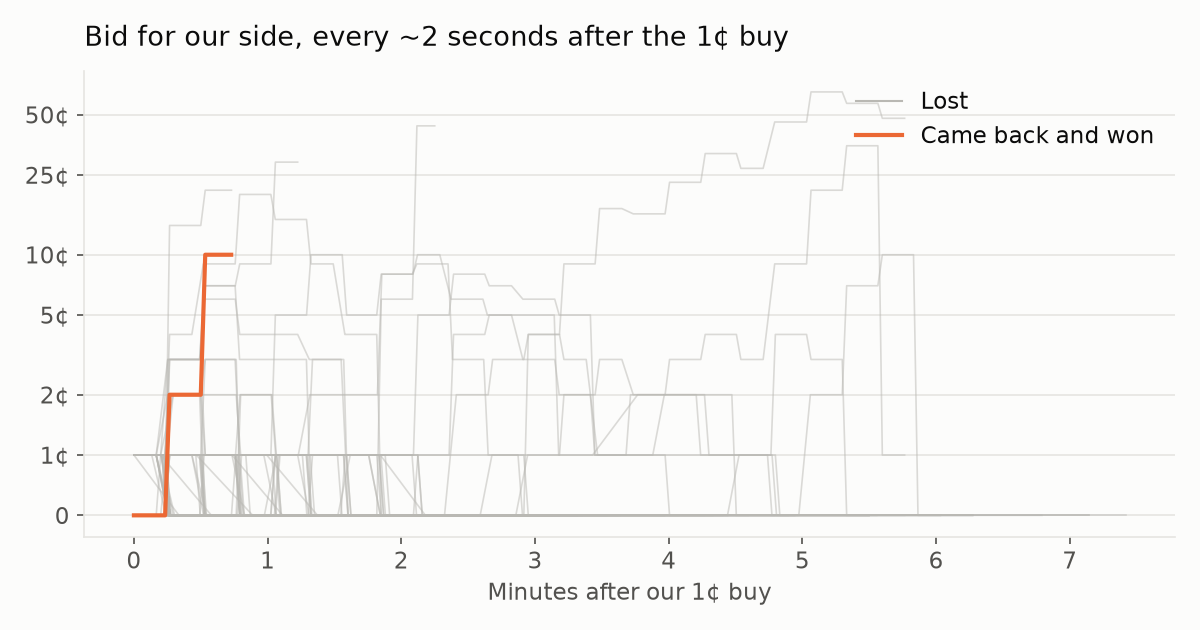 Bid for our side, every ~2 seconds after the 1¢ buy
Lost
Came back and won
50¢
25¢
10¢
5¢
2¢
1¢
0
0 1 2 3 4 5 6 7
Minutes after our 1¢ buy